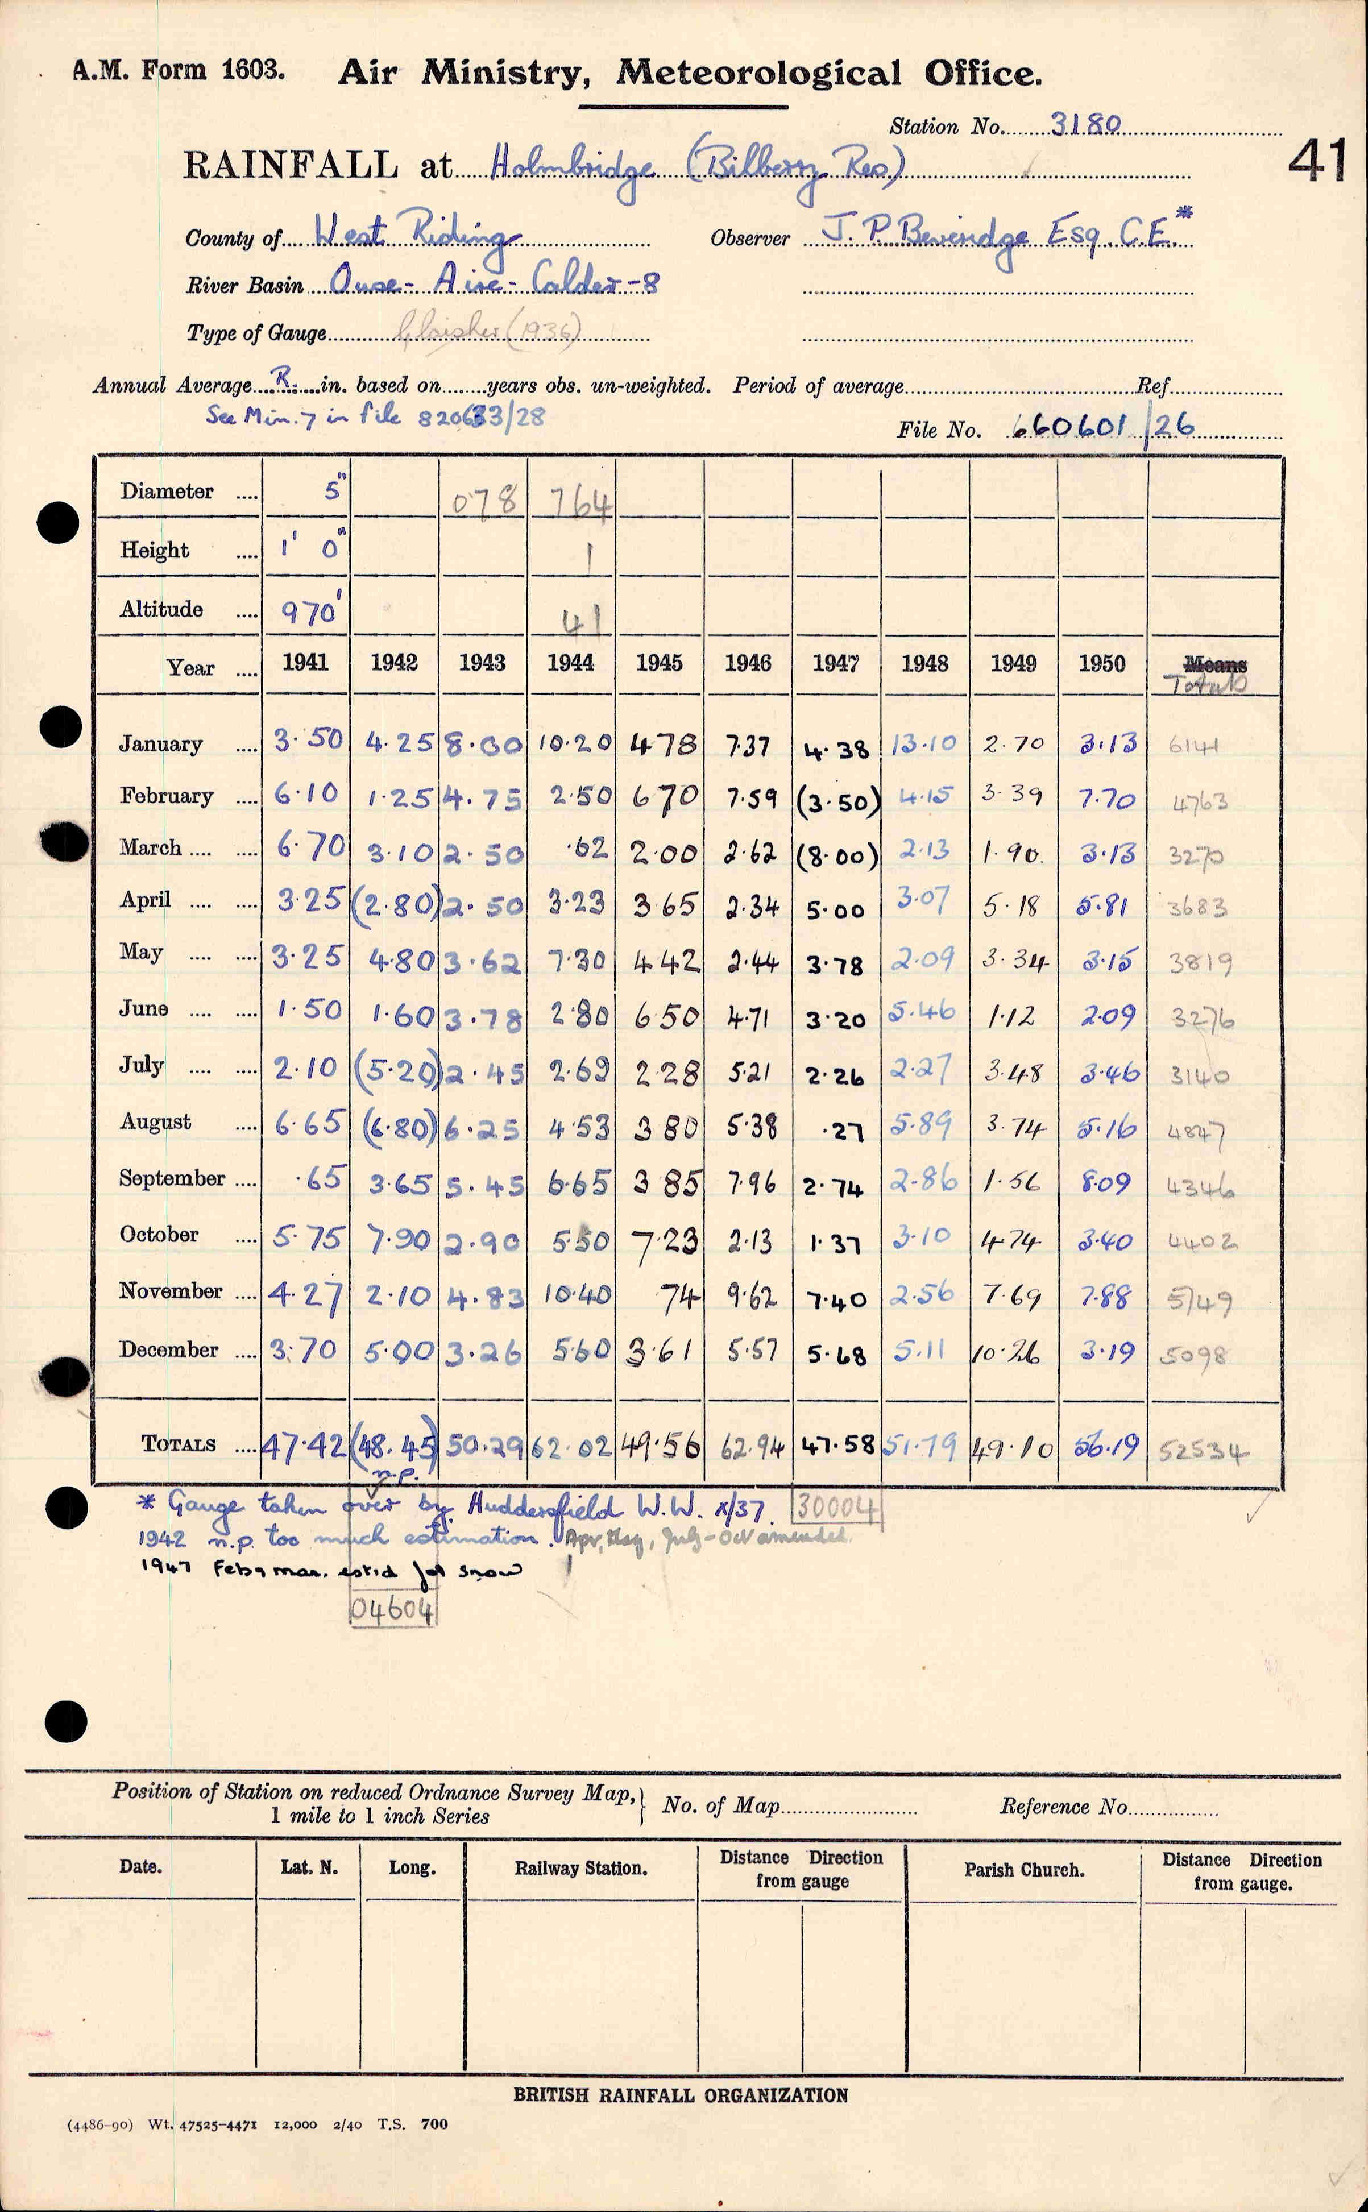 A.M. Form 1603. Air Ministry, Meteorological Office.
Station No. 3180
41
RAINFALL at Holmbridge (Bilberry Res)
County of West Riding Observer J. P. Beveridge Esq. C.E.*
River Basin Ouse - Aire - Calder - 8
Type of Gauge Glaisher (1936)
Annual Average R. in. based on years obs. un-weighted. Period of average Ref.
See Min. 7 in file 820633/28
File No. 660601/26
Diameter 5" 078 764
Height 1' 0" 1
Altitude 970' 41
Year 1941 1942 1943 1944 1945 1946 1947 1948 1949 1950 Means
Totals
January 3.50 4.25 8.00 10.20 4 78 7.37 4.38 13.10 2.70 3.13 6141
February 6.10 1.25 4.75 2.50 6 70 7.59 (3.50) 4.15 3.39 7.70 4763
March 6.70 3.10 2.50 .62 2 00 2.62 (8.00) 2.13 1.90 3.13 3270
April 3.25 (2.80) 2.50 3.23 3 65 2.34 5.00 3.07 5.18 5.81 3683
May 3.25 4.80 3.62 7.30 4 42 2.44 3.78 2.09 3.34 3.15 3819
June 1.50 1.60 3.78 2.80 6 50 4.71 3.20 5.46 1.12 2.09 3276
July 2.10 (5.20) 2.45 2.69 2 28 5.21 2.26 2.27 3.48 3.46 3140
August 6.65 (6.80) 6.25 4.53 3 80 5.38 .27 5.89 3.74 5.16 4847
September .65 3.65 5.45 6.65 3 85 7.96 2.74 2.86 1.56 8.09 4346
October 5.75 7.90 2.90 5.50 7.23 2.13 1.37 3.10 4.74 3.40 4402
November 4.27 2.10 4.83 10.40 74 9.62 7.40 2.56 7.69 7.88 5749
December 3.70 5.00 3.26 5.60 3.61 5.57 5.68 5.11 10.26 3.19 5098
TOTALS 47.42 (48.45) 50.29 62.02 49.56 62.94 47.58 51.79 49.10 56.19 52534
n.p.
* Gauge taken over by Huddersfield W.W. x/37. 30004
1942 n.p. too much estimation. Apr, May, July - Oct amended.
1947 Feb & mar. estd for snow
04604
Position of Station on reduced Ordnance Survey Map, 1 mile to 1 inch Series } No. of Map Reference No.
Date. Lat. N. Long. Railway Station. Distance Direction from gauge Parish Church. Distance Direction from gauge.
BRITISH RAINFALL ORGANIZATION
(4486-90) Wt. 47525-4471 12,000 2/40 T.S. 700